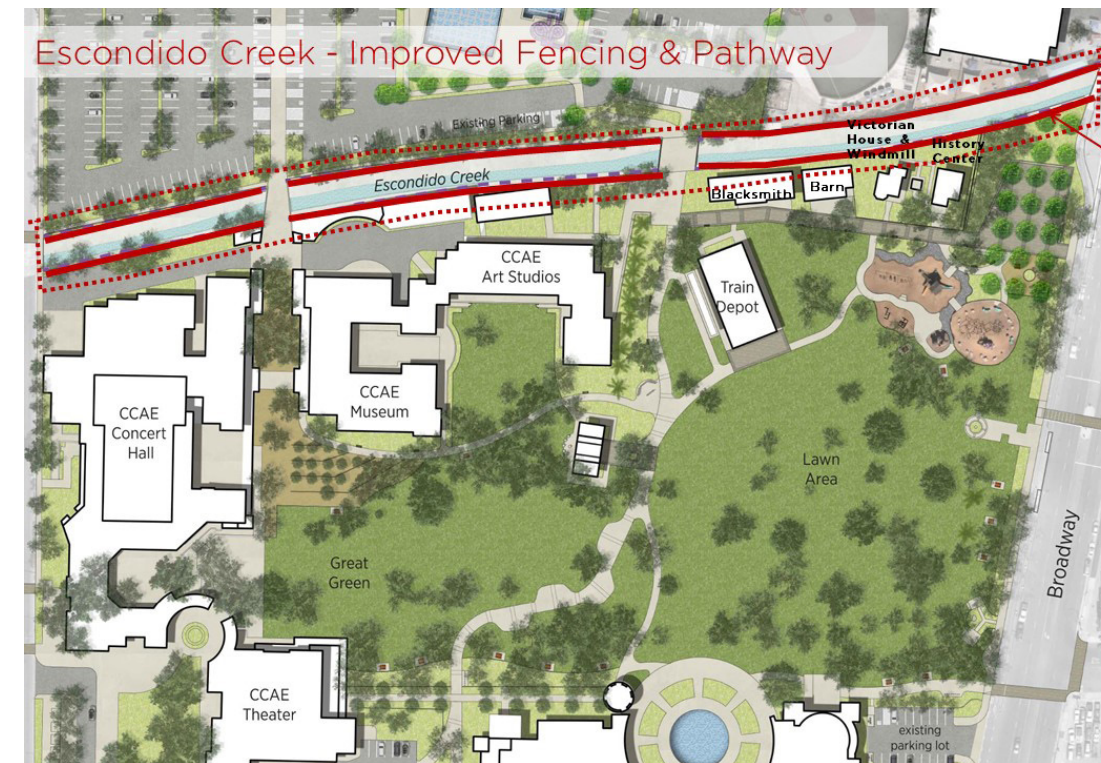 Escondido Creek - Improved Fencing & Pathway
Existing Parking
Victorian
House &
Windmill
History
Center
Escondido Creek
Blacksmith
Barn
CCAE
Art Studios
Train
Depot
CCAE
Museum
CCAE
Concert
Hall
Lawn
Area
Great
Green
Broadway
CCAE
Theater
existing
parking lot